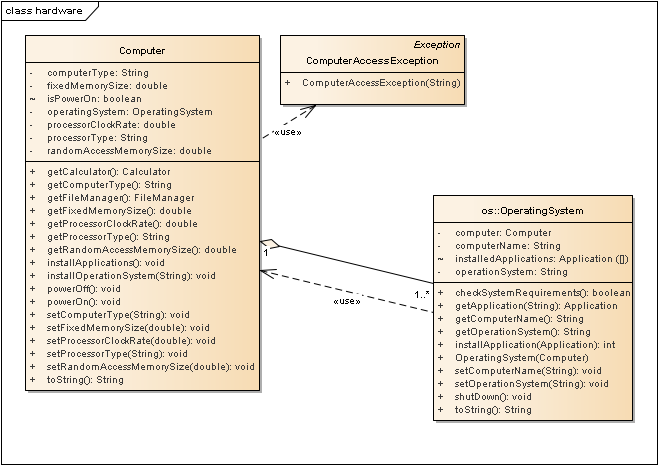 class hardware
Computer
- computerType: String
- fixedMemorySize: double
~ isPowerOn: boolean
- operatingSystem: OperatingSystem
- processorClockRate: double
- processorType: String
- randomAccessMemorySize: double
+ getCalculator(): Calculator
+ getComputerType(): String
+ getFileManager(): FileManager
+ getFixedMemorySize(): double
+ getProcessorClockRate(): double
+ getProcessorType(): String
+ getRandomAccessMemorySize(): double
+ installApplications(): void
+ installOperationSystem(String): void
+ powerOff(): void
+ powerOn(): void
+ setComputerType(String): void
+ setFixedMemorySize(double): void
+ setProcessorClockRate(double): void
+ setProcessorType(String): void
+ setRandomAccessMemorySize(double): void
+ toString(): String
Exception
ComputerAccessException
+ ComputerAccessException(String)
«use»
1
1..*
«use»
os::OperatingSystem
- computer: Computer
- computerName: String
~ installedApplications: Application ([])
- operationSystem: String
+ checkSystemRequirements(): boolean
+ getApplication(String): Application
+ getComputerName(): String
+ getOperationSystem(): String
+ installApplication(Application): int
+ OperatingSystem(Computer)
+ setComputerName(String): void
+ setOperationSystem(String): void
+ shutDown(): void
+ toString(): String